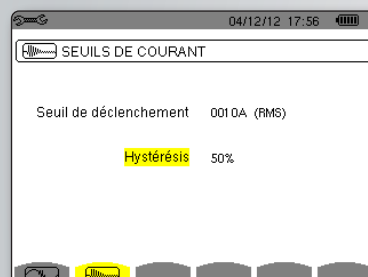 04/12/12 17:56
SEUILS DE COURANT
Seuil de déclenchement 0010A (RMS)
Hystérésis 50%